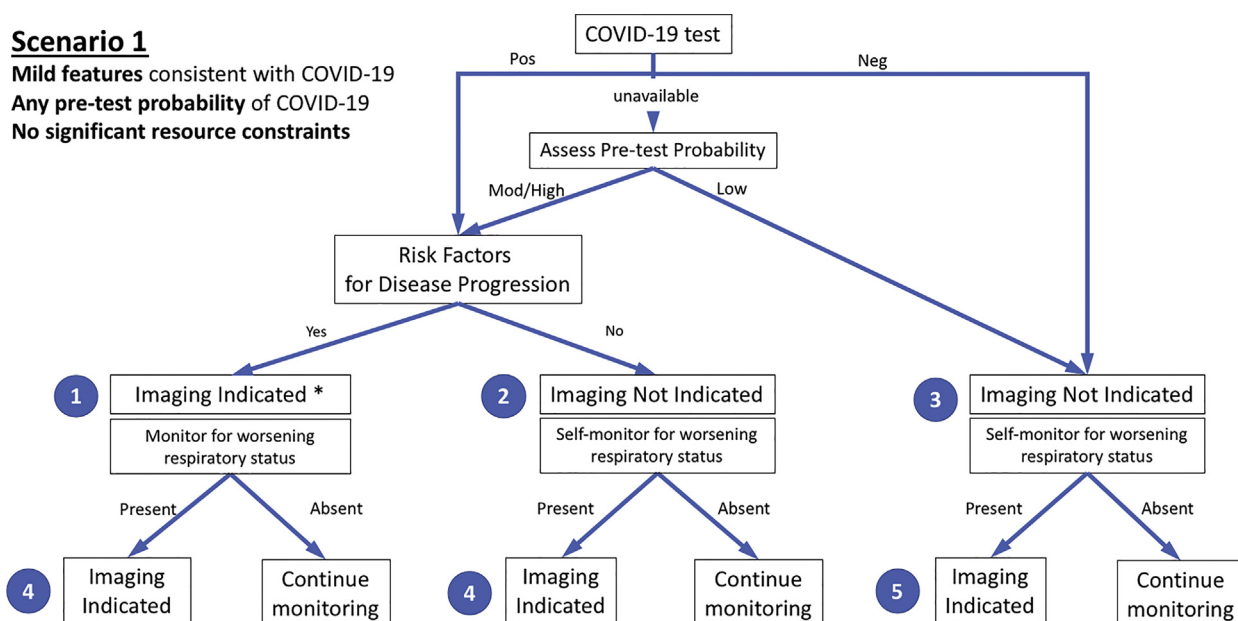 Scenario 1
Mild features consistent with COVID-19
Any pre-test probability of COVID-19
No significant resource constraints
COVID-19 test
Pos
Neg
unavailable
Assess Pre-test Probability
Mod/High
Low
Risk Factors
for Disease Progression
Yes
No
1
Imaging Indicated *
Monitor for worsening
respiratory status
2
Imaging Not Indicated
Self-monitor for worsening
respiratory status
3
Imaging Not Indicated
Self-monitor for worsening
respiratory status
Present
Absent
Present
Absent
Present
Absent
4
Imaging
Indicated
Continue
monitoring
4
Imaging
Indicated
Continue
monitoring
5
Imaging
Indicated
Continue
monitoring